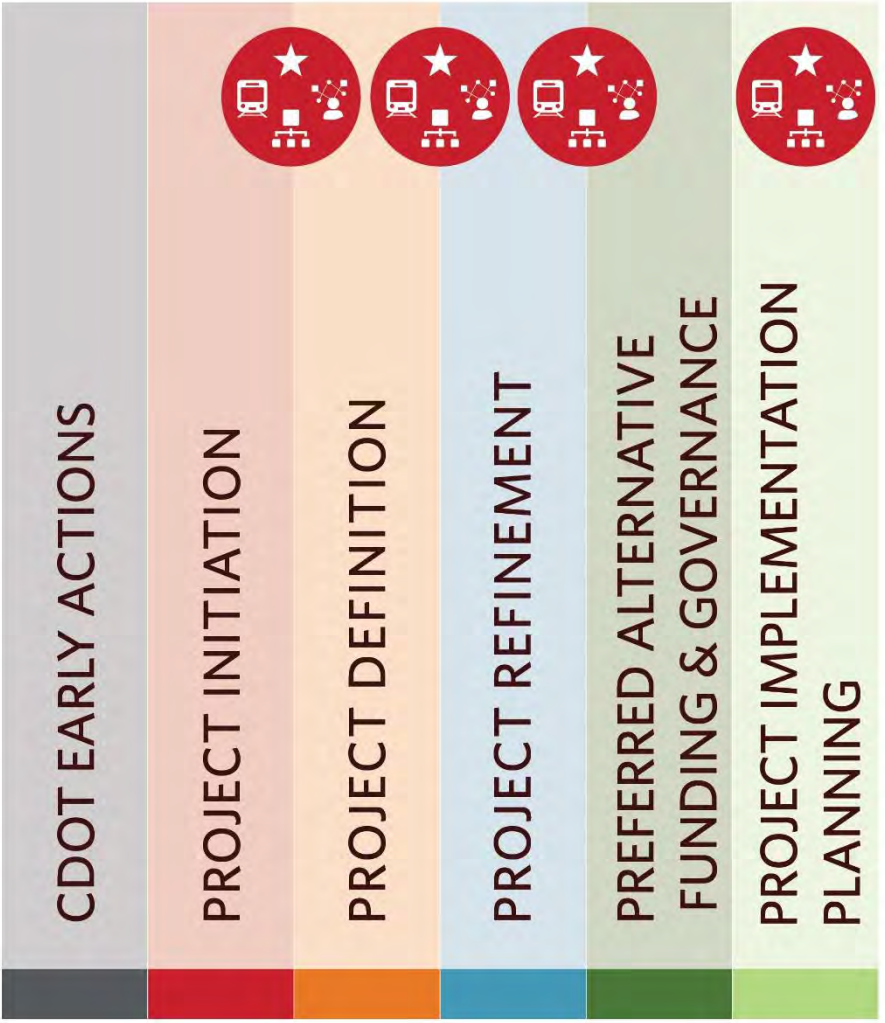 CDOT EARLY ACTIONS
PROJECT INITIATION
PROJECT DEFINITION
PROJECT REFINEMENT
PREFERRED ALTERNATIVE
FUNDING & GOVERNANCE
PROJECT IMPLEMENTATION
PLANNING